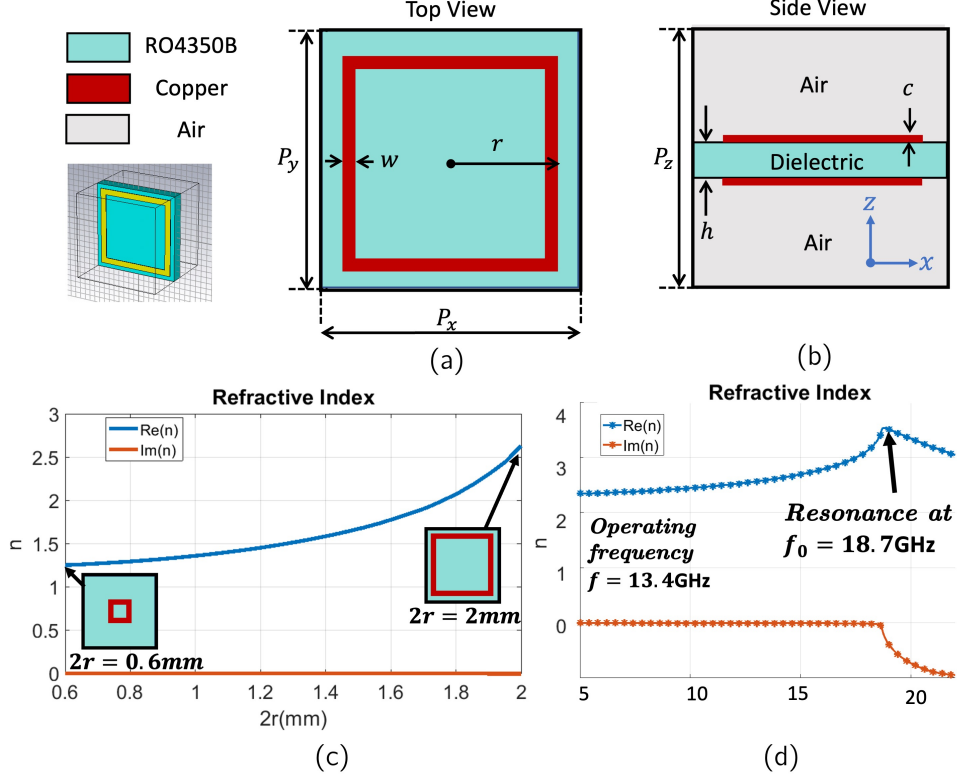 Top View
Side View
RO4350B
Copper
Air
P_y
w
r
P_x
(a)
Air
c
P_z
Dielectric
h
z
x
Air
(b)
Refractive Index
n
3
2.5
2
1.5
1
0.5
0
Re(n)
Im(n)
2r = 0.6mm
2r = 2mm
0.6 0.8 1 1.2 1.4 1.6 1.8 2
2r(mm)
(c)
Refractive Index
n
4
3
2
1
0
Re(n)
Im(n)
Operating
frequency
f = 13.4GHz
Resonance at
f_0 = 18.7GHz
5 10 15 20
(d)